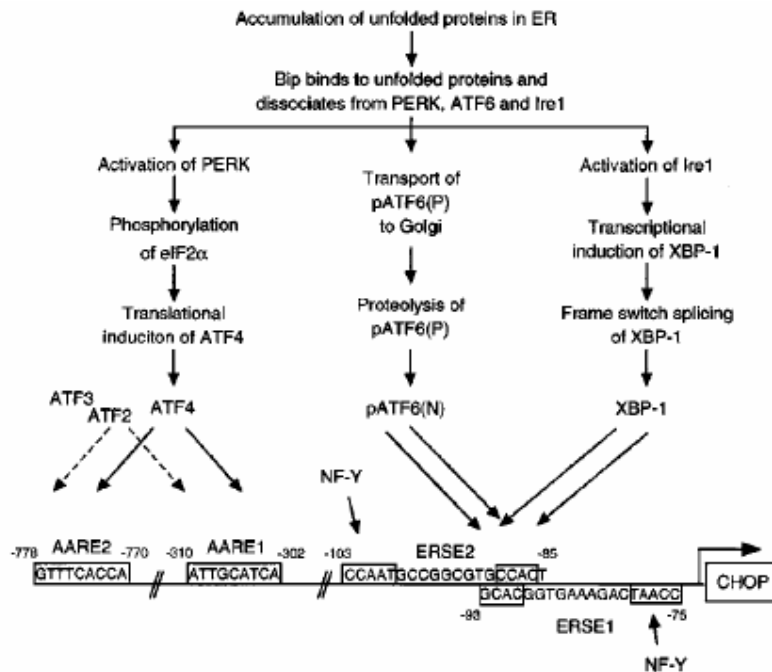 Accumulation of unfolded proteins in ER
Bip binds to unfolded proteins and
dissociates from PERK, ATF6 and Ire1
Activation of PERK
Transport of
pATF6(P)
to Golgi
Activation of Ire1
Phosphorylation
of eIF2α
Transcriptional
induction of XBP-1
Translational
induciton of ATF4
Proteolysis of
pATF6(P)
Frame switch splicing
of XBP-1
ATF3
ATF2
ATF4
pATF6(N)
XBP-1
NF-Y
-778 AARE2 -770 -310 AARE1 -302 -103 ERSE2 -85
GTTTCACCA ATTGCATCA CCAATGCCGGCGTGCCACT
CHOP
GCACGGTGAAAGACTAACC
-93 ERSE1 -75
NF-Y